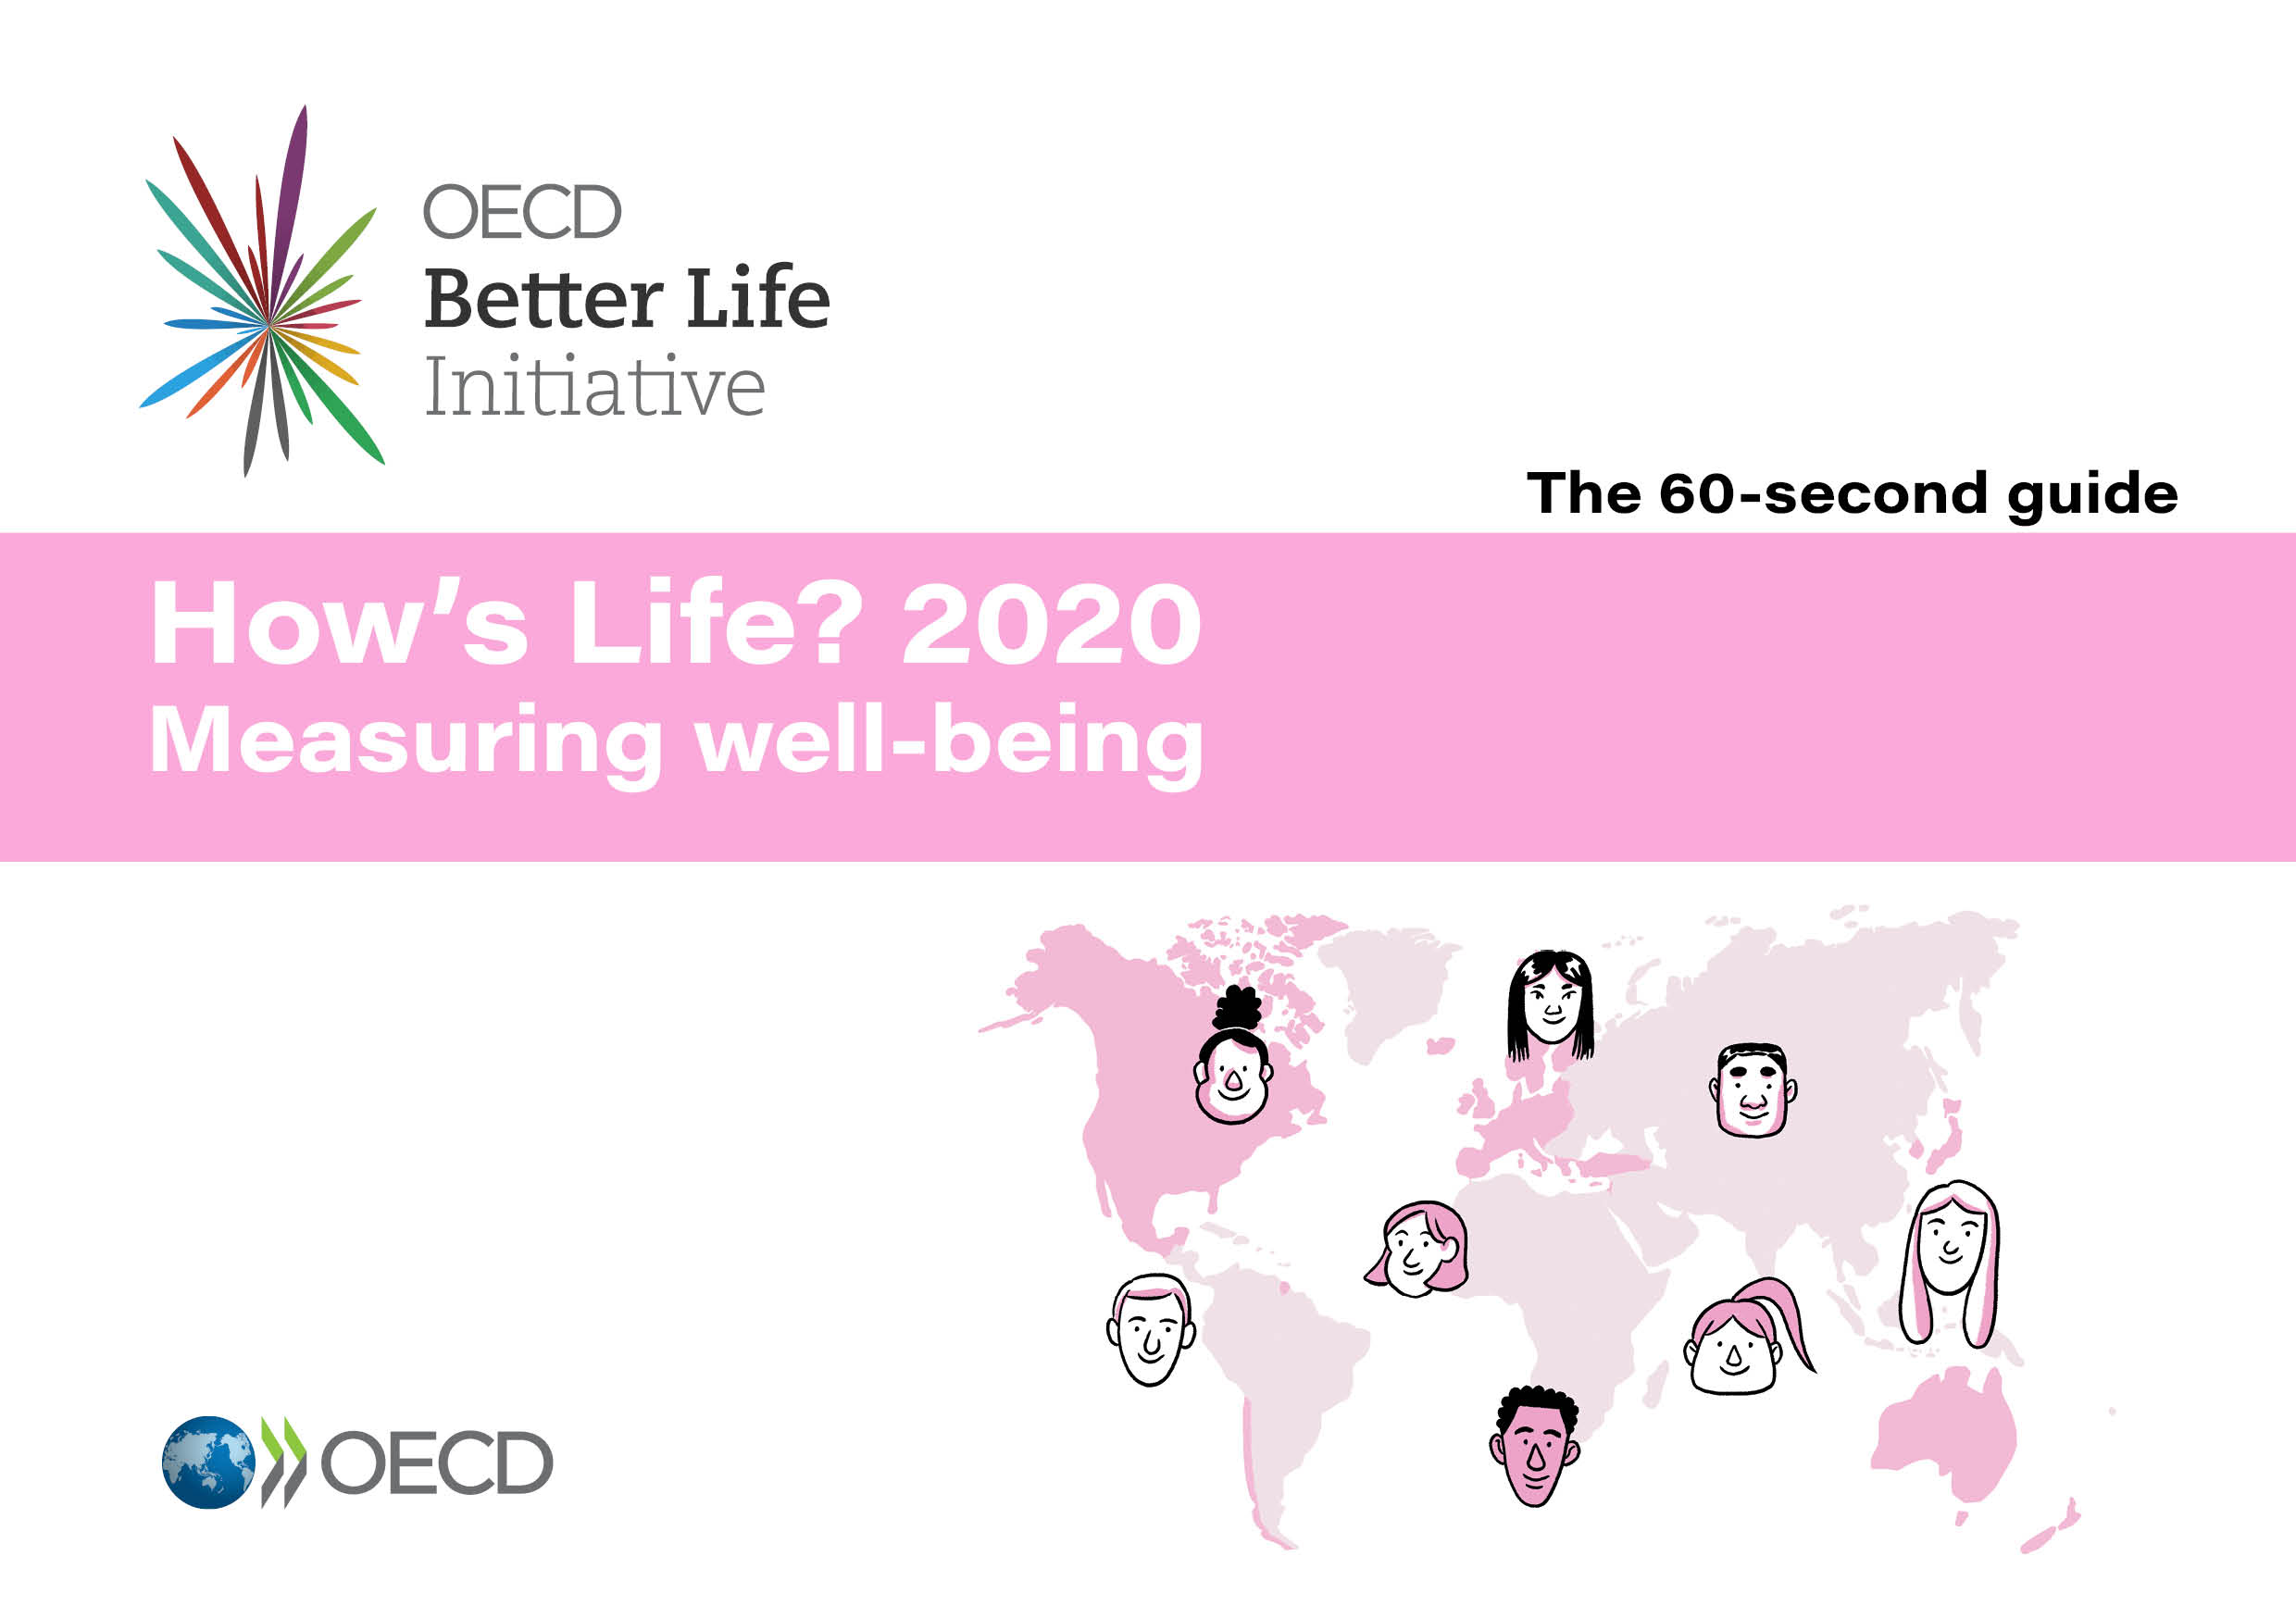 OECD
Better Life
Initiative
The 60-second guide
How’s Life? 2020
Measuring well-being
OECD